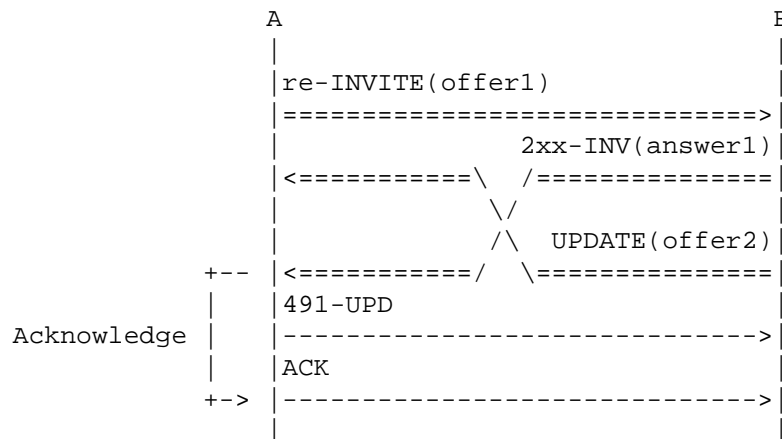 A B
re-INVITE(offer1)
==============================>
2xx-INV(answer1)
<===========\ /===============
\/
/\ UPDATE(offer2)
+-- <===========/ \===============
491-UPD
Acknowledge ------------------------------>
ACK
+-> ------------------------------>